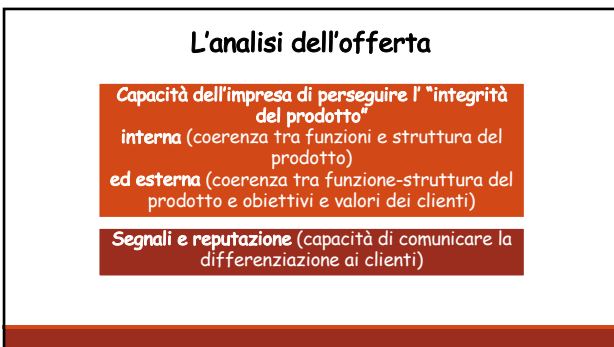 L'analisi dell'offerta
Capacità dell'impresa di perseguire l' "integrità
del prodotto"
interna (coerenza tra funzioni e struttura del
prodotto)
ed esterna (coerenza tra funzione-struttura del
prodotto e obiettivi e valori dei clienti)
Segnali e reputazione (capacità di comunicare la
differenziazione ai clienti)